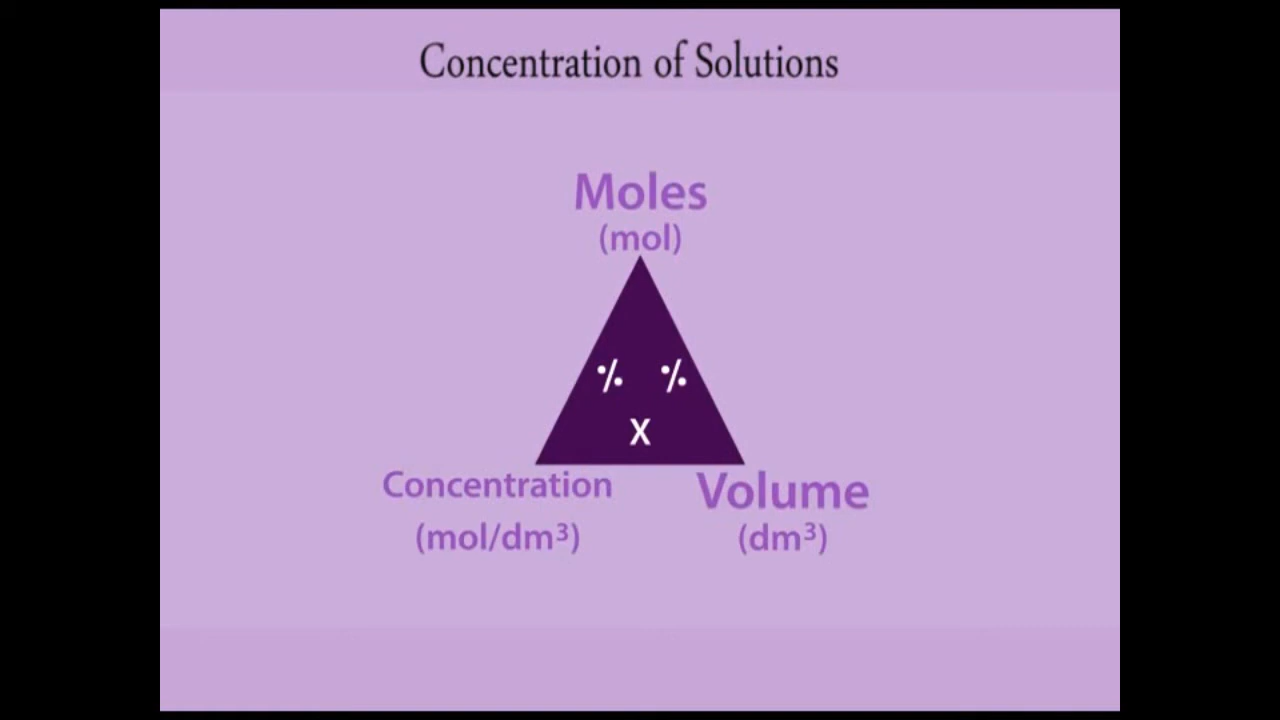 Concentration of Solutions
Moles
(mol)
% %
X
Concentration Volume
(mol/dm³) (dm³)